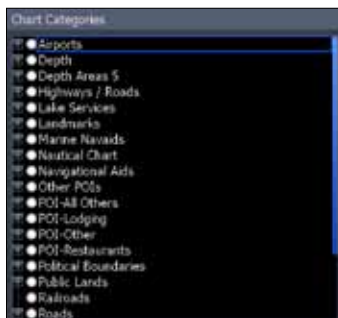 Chart Categories
Airports
Depth
Depth Areas 5
Highways / Roads
Lake Services
Landmarks
Marine Navaids
Nautical Chart
Navigational Aids
Other POIs
POI-All Others
POI-Lodging
POI-Other
POI-Restaurants
Political Boundaries
Public Lands
Railroads
Roads